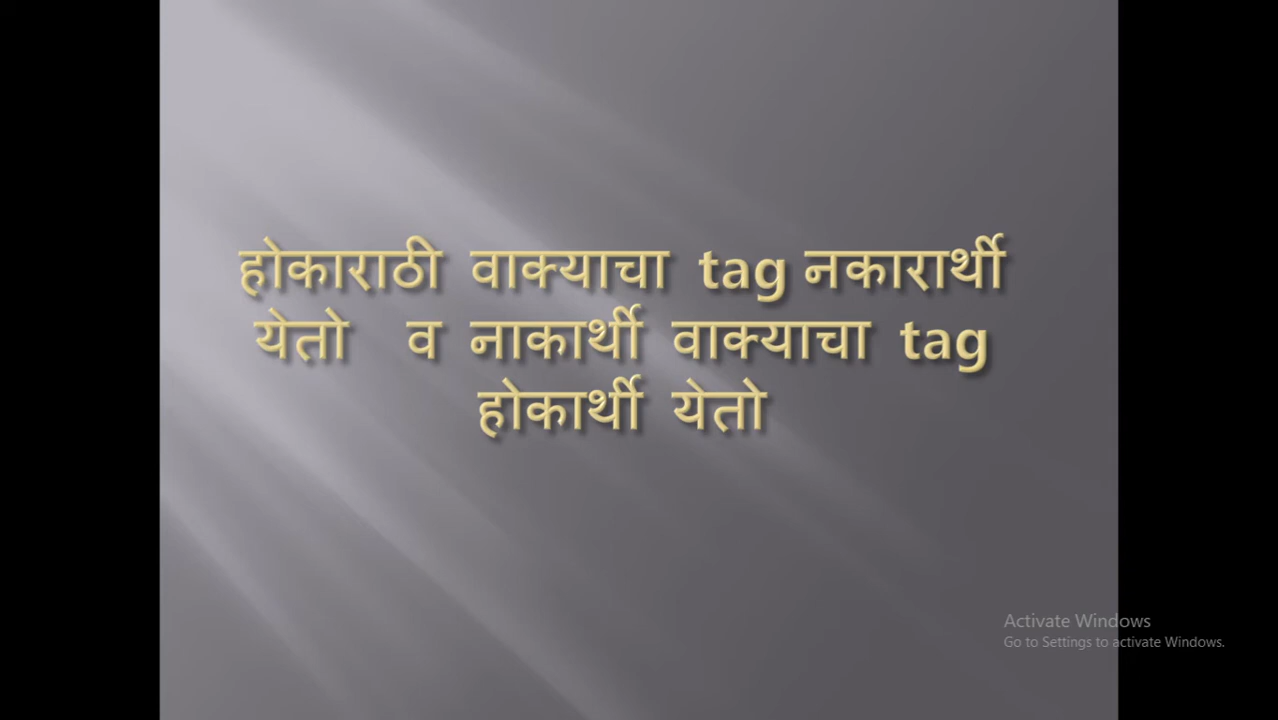 होकाराठी वाक्याचा tag नकारार्थी
येतो व नाकार्थी वाक्याचा tag
होकार्थी येतो
Activate Windows
Go to Settings to activate Windows.